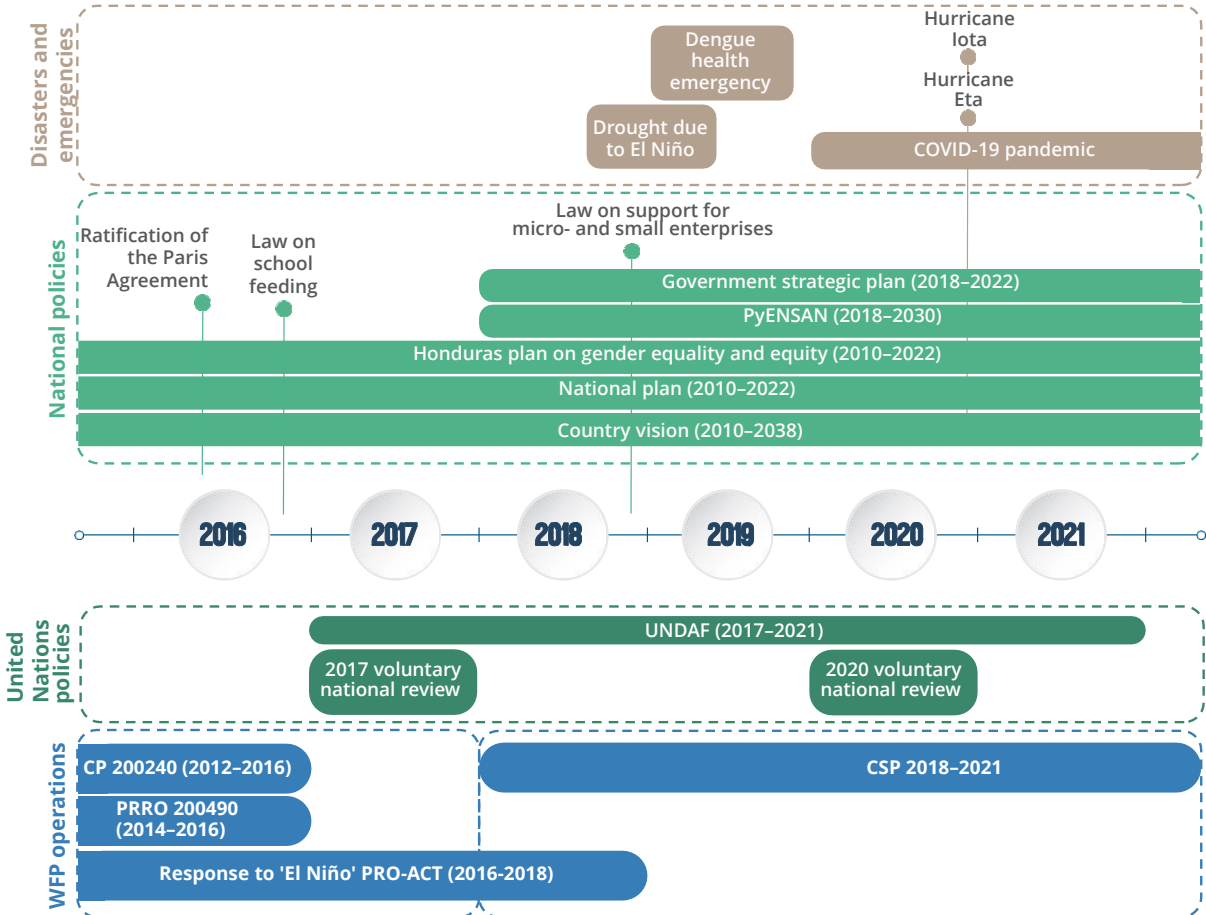 Disasters and
emergencies
Dengue
health
emergency
Drought due
to El Niño
Hurricane
Iota
Hurricane
Eta
COVID-19 pandemic
National policies
Ratification of
the Paris
Agreement
Law on
school
feeding
Law on support for
micro- and small enterprises
Government strategic plan (2018–2022)
PyENSAN (2018–2030)
Honduras plan on gender equality and equity (2010–2022)
National plan (2010–2022)
Country vision (2010–2038)
2016
2017
2018
2019
2020
2021
United
Nations
policies
UNDAF (2017–2021)
2017 voluntary
national review
2020 voluntary
national review
WFP operations
CP 200240 (2012–2016)
CSP 2018–2021
PRRO 200490
(2014–2016)
Response to 'El Niño' PRO-ACT (2016-2018)